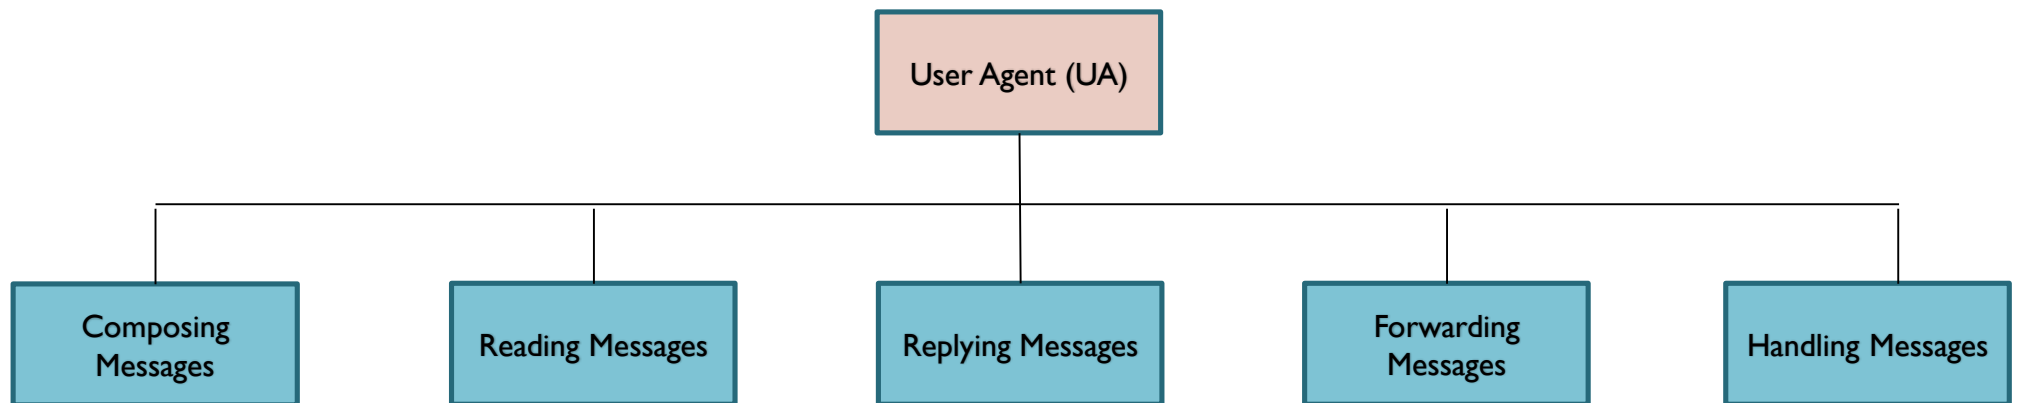 User Agent (UA)
Composing
Messages
Reading Messages
Replying Messages
Forwarding
Messages
Handling Messages